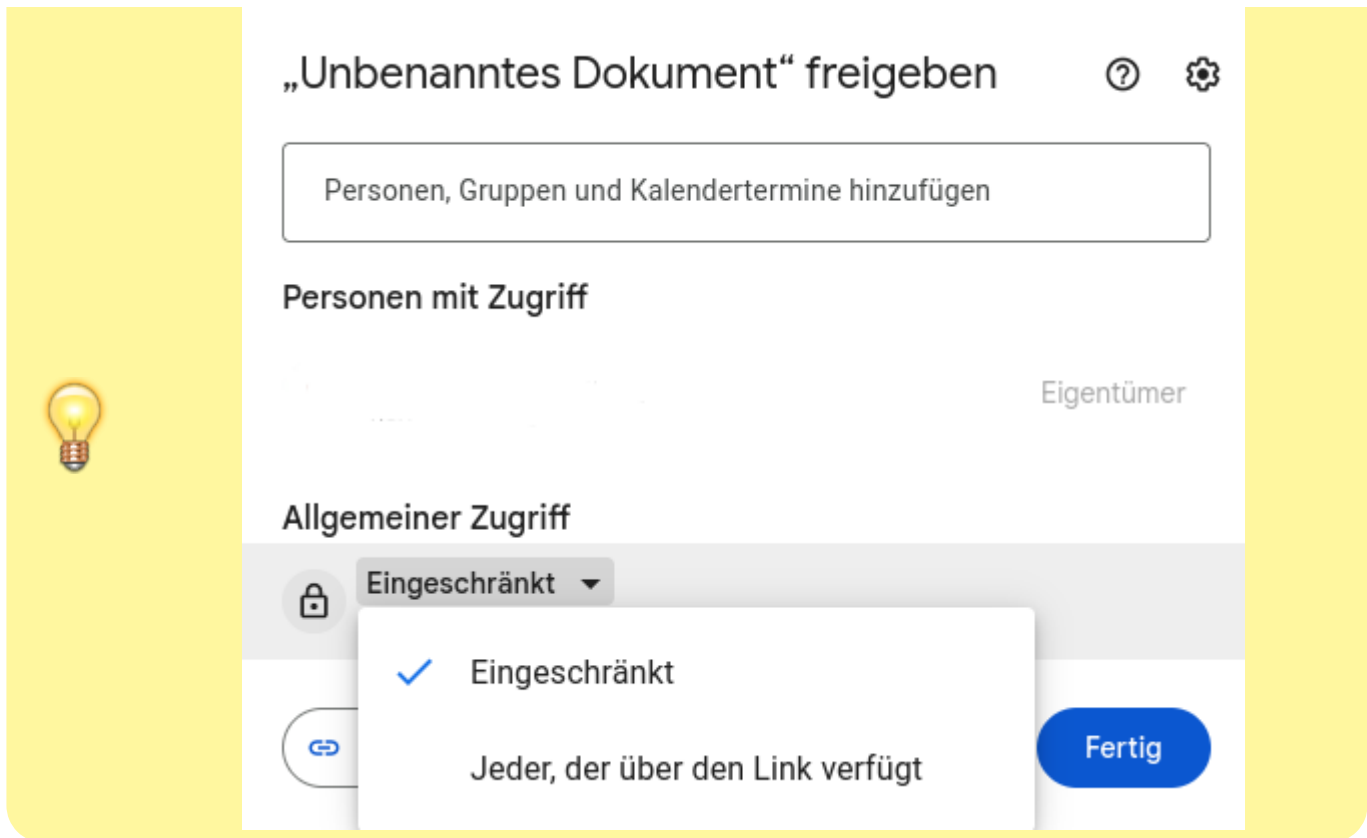 „Unbenanntes Dokument“ freigeben
Personen, Gruppen und Kalendertermine hinzufügen
Personen mit Zugriff
Eigentümer
Allgemeiner Zugriff
Eingeschränkt
Eingeschränkt
Jeder, der über den Link verfügt
Fertig